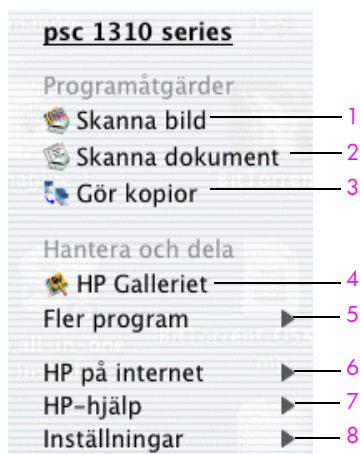 psc 1310 series
Programåtgärder
Skanna bild 1
Skanna dokument 2
Gör kopior 3
Hantera och dela
HP Galleriet 4
Fler program 5
HP på internet 6
HP-hjälp 7
Inställningar 8